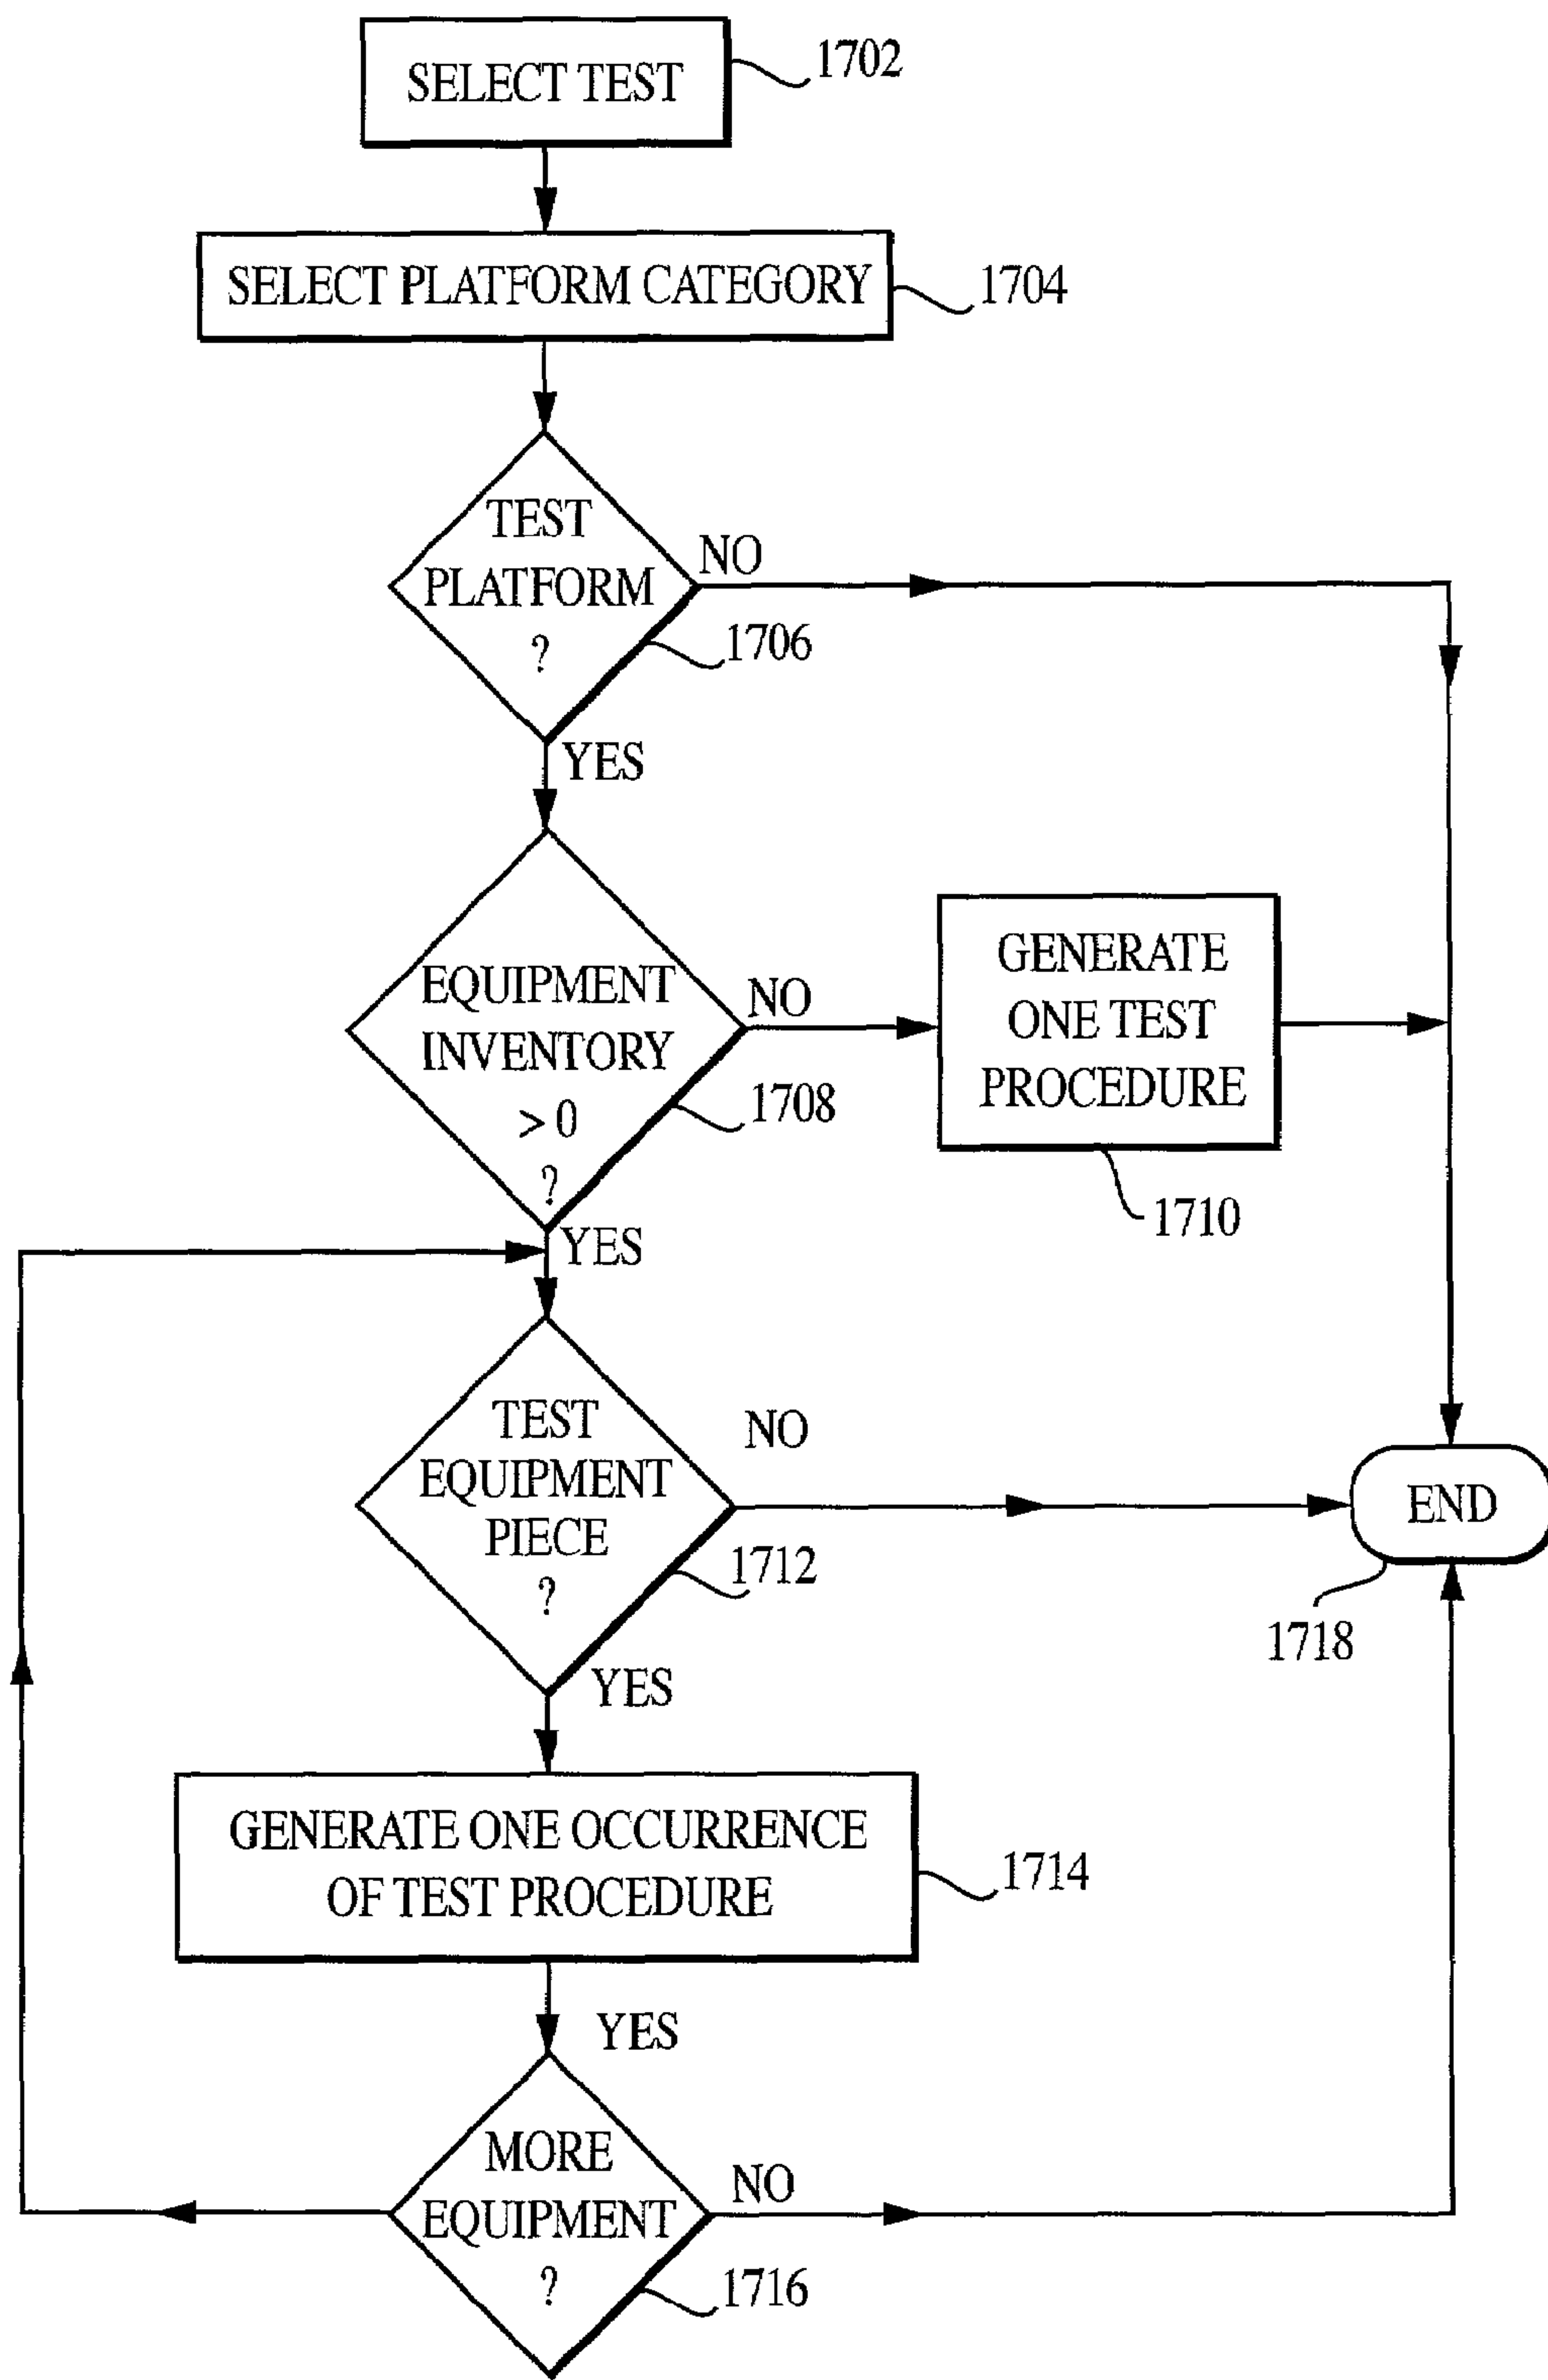 SELECT TEST
1702
SELECT PLATFORM CATEGORY
1704
TEST
PLATFORM
?
NO
1706
YES
EQUIPMENT
INVENTORY
> 0
?
NO
1708
GENERATE
ONE TEST
PROCEDURE
1710
YES
TEST
EQUIPMENT
PIECE
?
NO
1712
END
1718
YES
GENERATE ONE OCCURRENCE
OF TEST PROCEDURE
1714
YES
MORE
EQUIPMENT
?
NO
1716